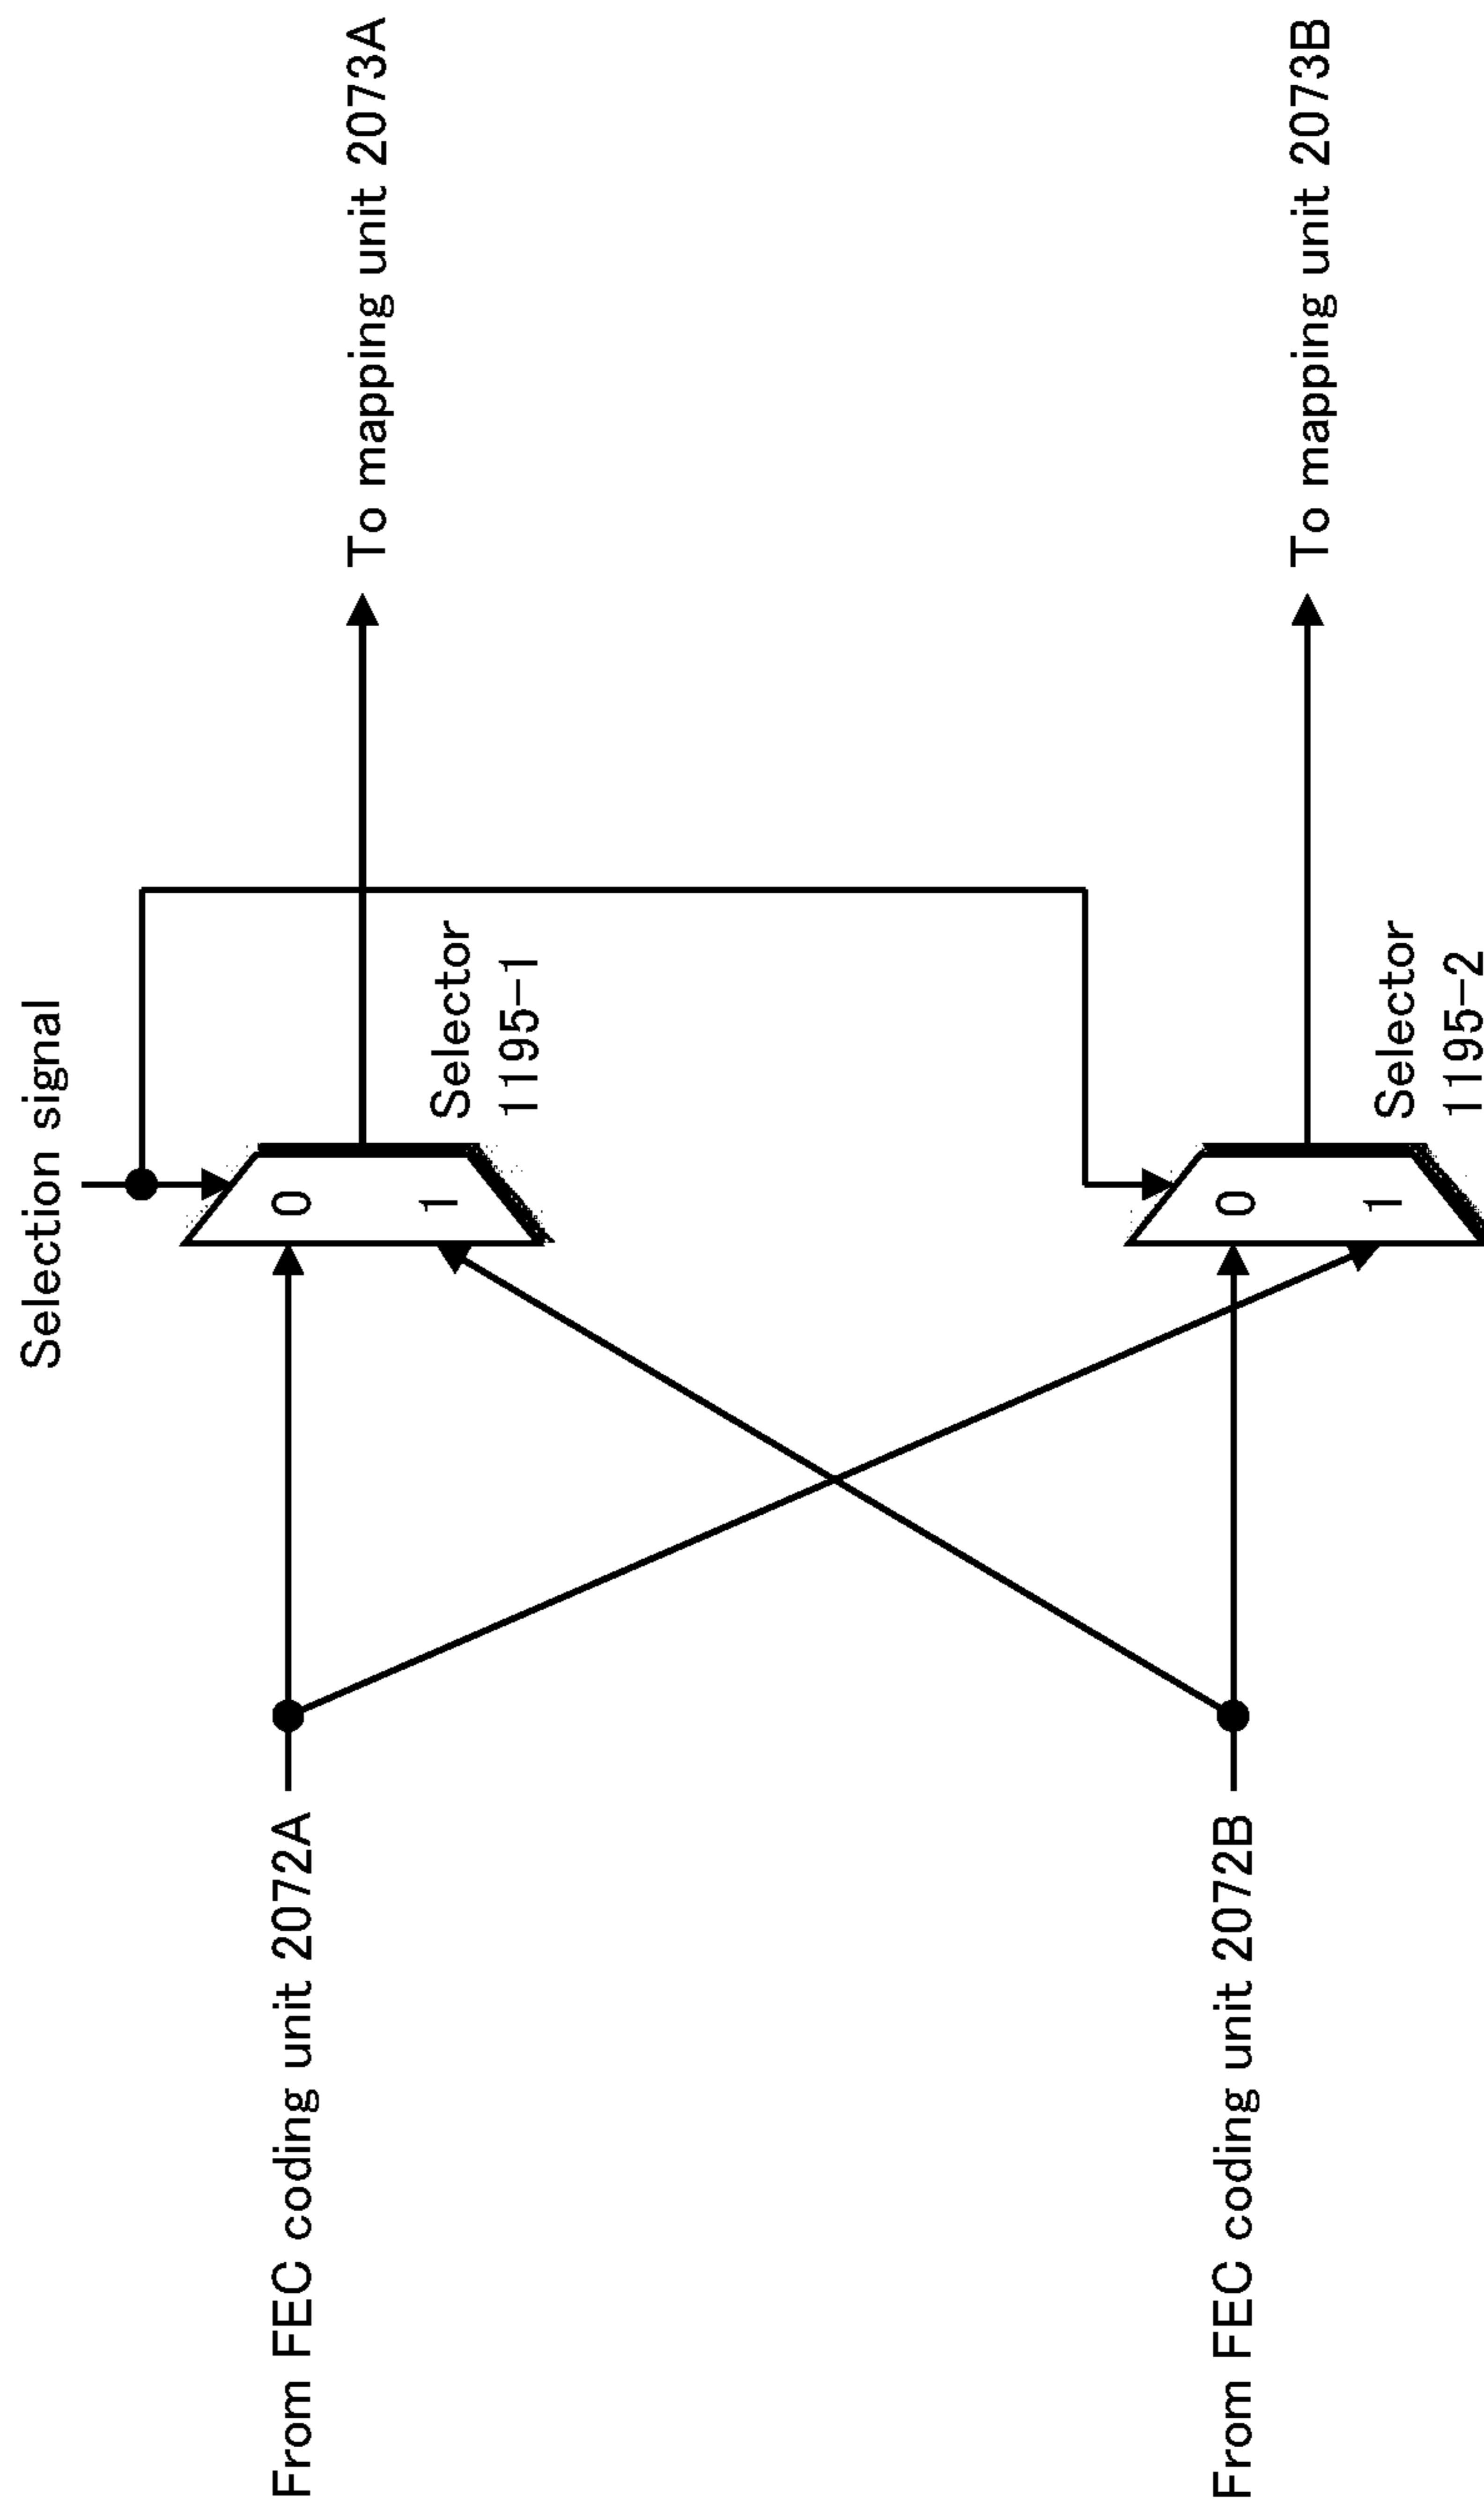 Selection signal
From FEC coding unit 2072A
0
1
Selector
1195-1
To mapping unit 2073A
From FEC coding unit 2072B
0
1
Selector
1195-2
To mapping unit 2073B